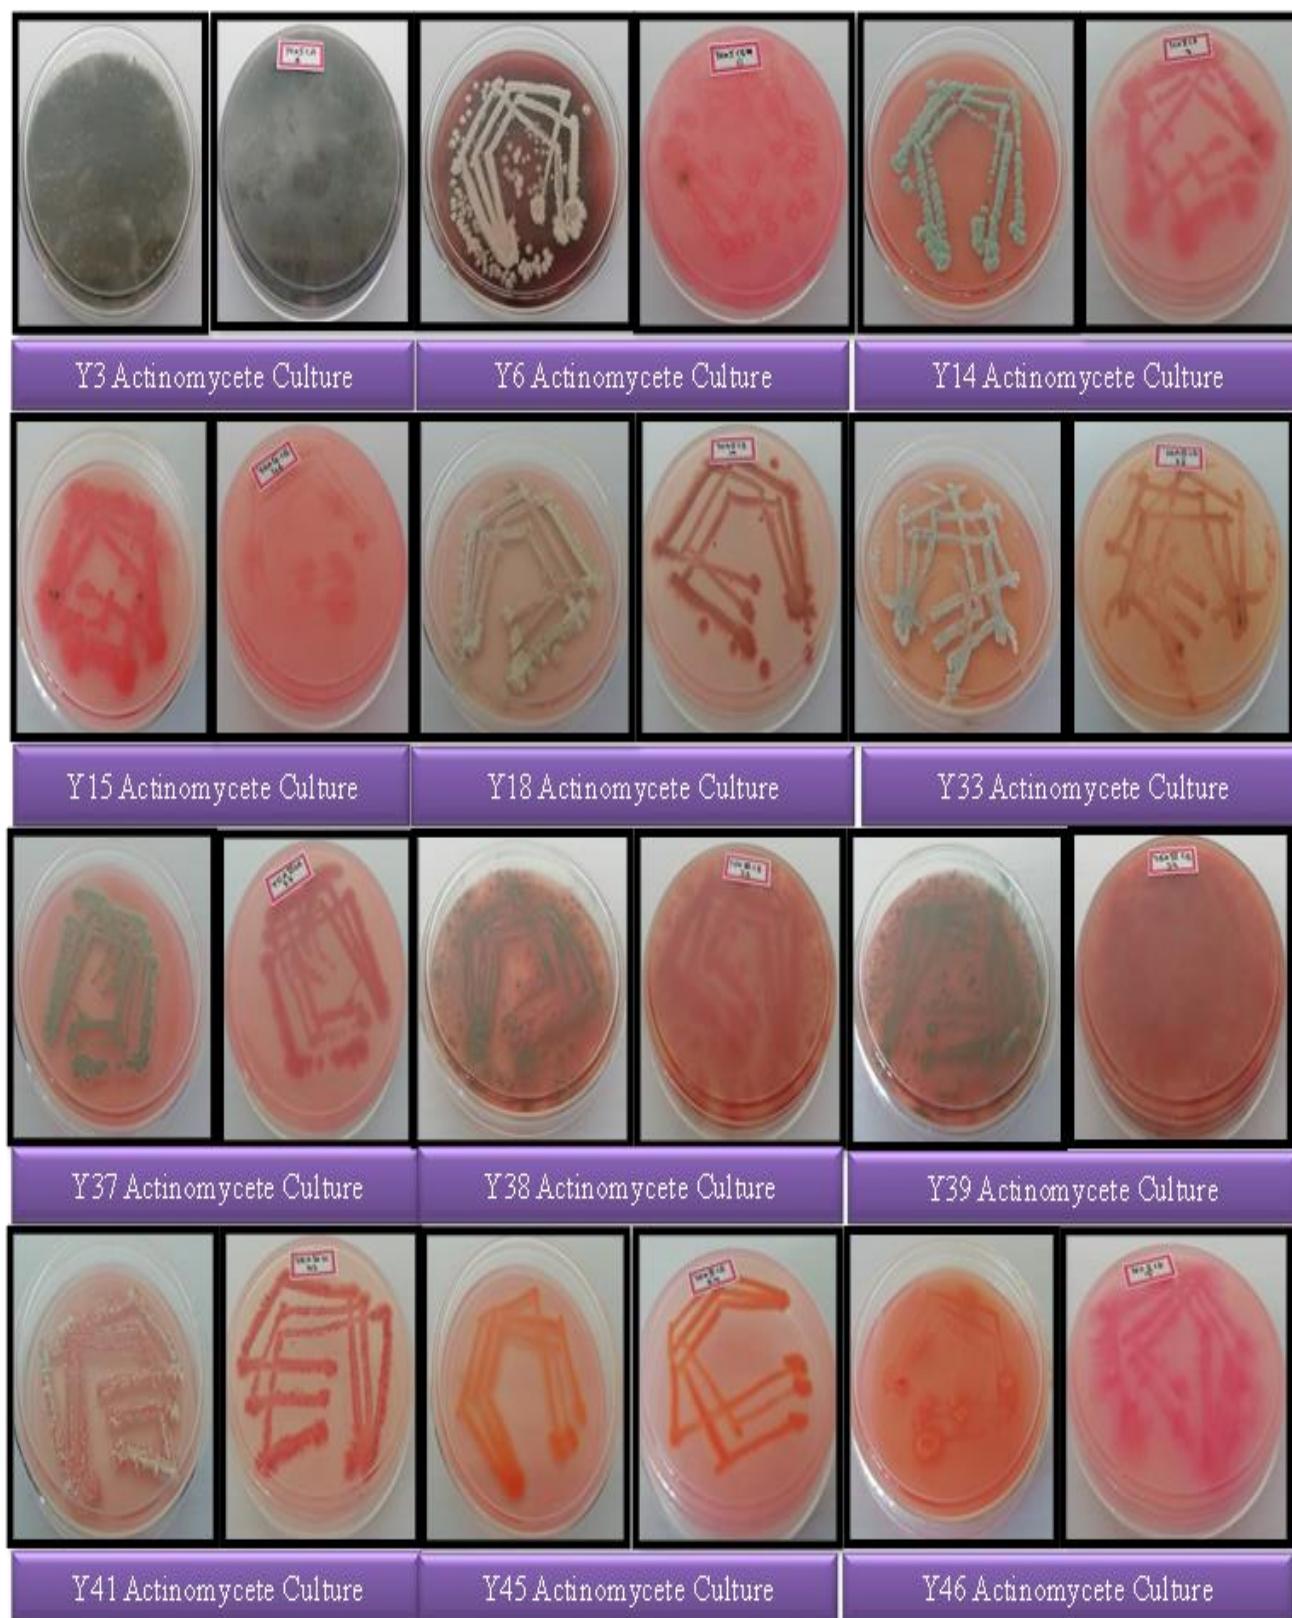 Y3 Actinomycete Culture
Y6 Actinomycete Culture
Y14 Actinomycete Culture
Y15 Actinomycete Culture
Y18 Actinomycete Culture
Y33 Actinomycete Culture
Y37 Actinomycete Culture
Y38 Actinomycete Culture
Y39 Actinomycete Culture
Y41 Actinomycete Culture
Y45 Actinomycete Culture
Y46 Actinomycete Culture